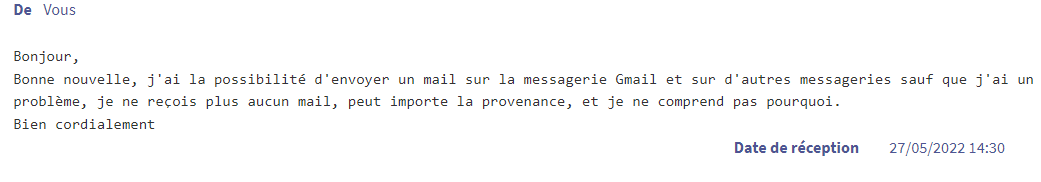 De Vous
Bonjour,
Bonne nouvelle, j'ai la possibilité d'envoyer un mail sur la messagerie Gmail et sur d'autres messageries sauf que j'ai un
problème, je ne reçois plus aucun mail, peut importe la provenance, et je ne comprend pas pourquoi.
Bien cordialement
Date de réception 27/05/2022 14:30